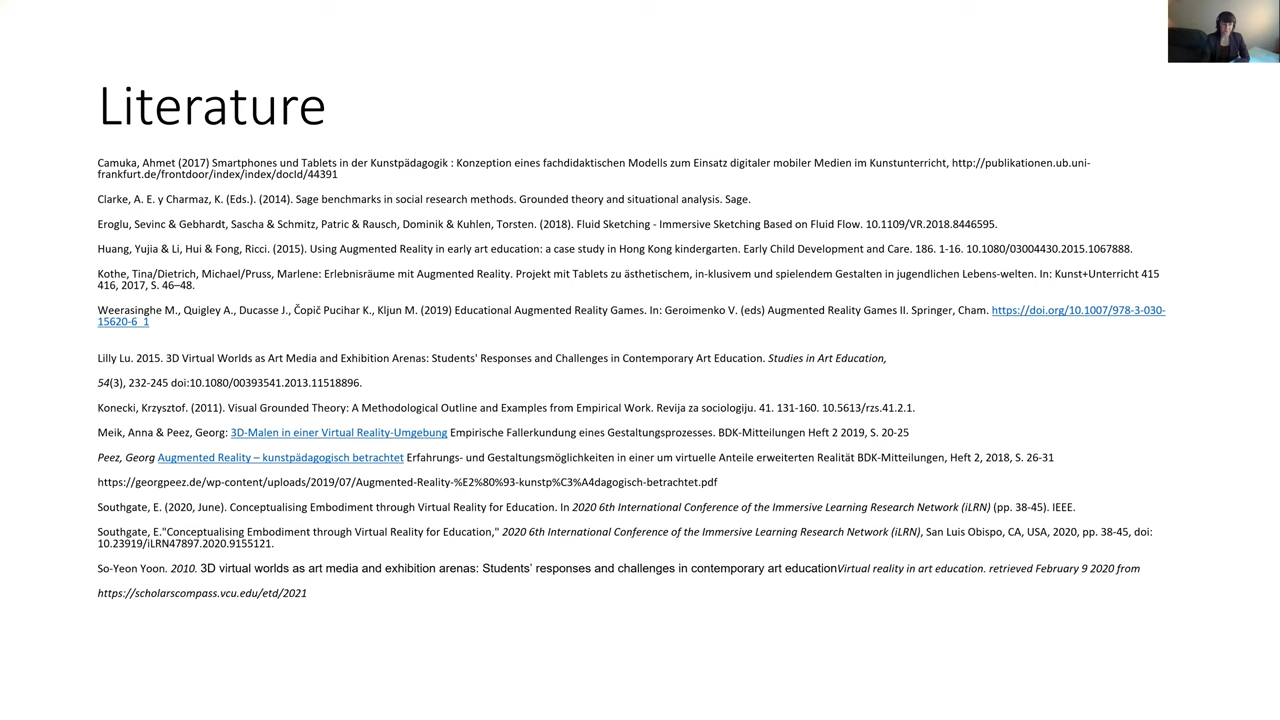 Literature
Camuka, Ahmet (2017) Smartphones und Tablets in der Kunstpädagogik : Konzeption eines fachdidaktischen Modells zum Einsatz digitaler mobiler Medien im Kunstunterricht, http://publikationen.ub.uni-
frankfurt.de/frontdoor/index/index/docId/44391
Clarke, A. E. y Charmaz, K. (Eds.). (2014). Sage benchmarks in social research methods. Grounded theory and situational analysis. Sage.
Eroglu, Sevinc & Gebhardt, Sascha & Schmitz, Patric & Rausch, Dominik & Kuhlen, Torsten. (2018). Fluid Sketching - Immersive Sketching Based on Fluid Flow. 10.1109/VR.2018.8446595.
Huang, Yujia & Li, Hui & Fong, Ricci. (2015). Using Augmented Reality in early art education: a case study in Hong Kong kindergarten. Early Child Development and Care. 186. 1-16. 10.1080/03004430.2015.1067888.
Kothe, Tina/Dietrich, Michael/Pruss, Marlene: Erlebnisräume mit Augmented Reality. Projekt mit Tablets zu ästhetischem, in-klusivem und spielendem Gestalten in jugendlichen Lebens-welten. In: Kunst+Unterricht 415
416, 2017, S. 46–48.
Weerasinghe M., Quigley A., Ducasse J., Čopič Pucihar K., Kljun M. (2019) Educational Augmented Reality Games. In: Geroimenko V. (eds) Augmented Reality Games II. Springer, Cham. https://doi.org/10.1007/978-3-030-
15620-6_1
Lilly Lu. 2015. 3D Virtual Worlds as Art Media and Exhibition Arenas: Students' Responses and Challenges in Contemporary Art Education. Studies in Art Education,
54(3), 232-245 doi:10.1080/00393541.2013.11518896.
Konecki, Krzysztof. (2011). Visual Grounded Theory: A Methodological Outline and Examples from Empirical Work. Revija za sociologiju. 41. 131-160. 10.5613/rzs.41.2.1.
Meik, Anna & Peez, Georg: 3D-Malen in einer Virtual Reality-Umgebung Empirische Fallerkundung eines Gestaltungsprozesses. BDK-Mitteilungen Heft 2 2019, S. 20-25
Peez, Georg Augmented Reality – kunstpädagogisch betrachtet Erfahrungs- und Gestaltungsmöglichkeiten in einer um virtuelle Anteile erweiterten Realität BDK-Mitteilungen, Heft 2, 2018, S. 26-31
https://georgpeez.de/wp-content/uploads/2019/07/Augmented-Reality-%E2%80%93-kunstp%C3%A4dagogisch-betrachtet.pdf
Southgate, E. (2020, June). Conceptualising Embodiment through Virtual Reality for Education. In 2020 6th International Conference of the Immersive Learning Research Network (iLRN) (pp. 38-45). IEEE.
Southgate, E."Conceptualising Embodiment through Virtual Reality for Education," 2020 6th International Conference of the Immersive Learning Research Network (iLRN), San Luis Obispo, CA, USA, 2020, pp. 38-45, doi:
10.23919/iLRN47897.2020.9155121.
So-Yeon Yoon. 2010. 3D virtual worlds as art media and exhibition arenas: Students’ responses and challenges in contemporary art educationVirtual reality in art education. retrieved February 9 2020 from
https://scholarscompass.vcu.edu/etd/2021